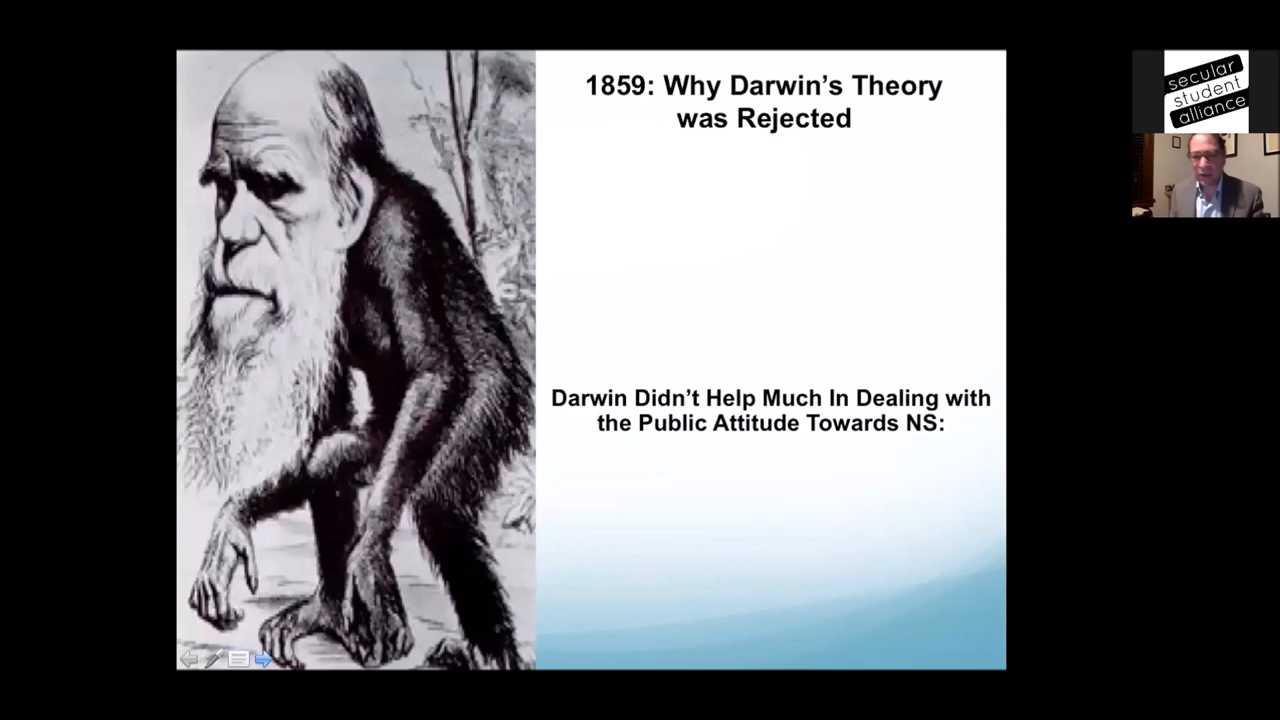 1859: Why Darwin’s Theory
was Rejected
Darwin Didn’t Help Much In Dealing with
the Public Attitude Towards NS:
secular
student
alliance